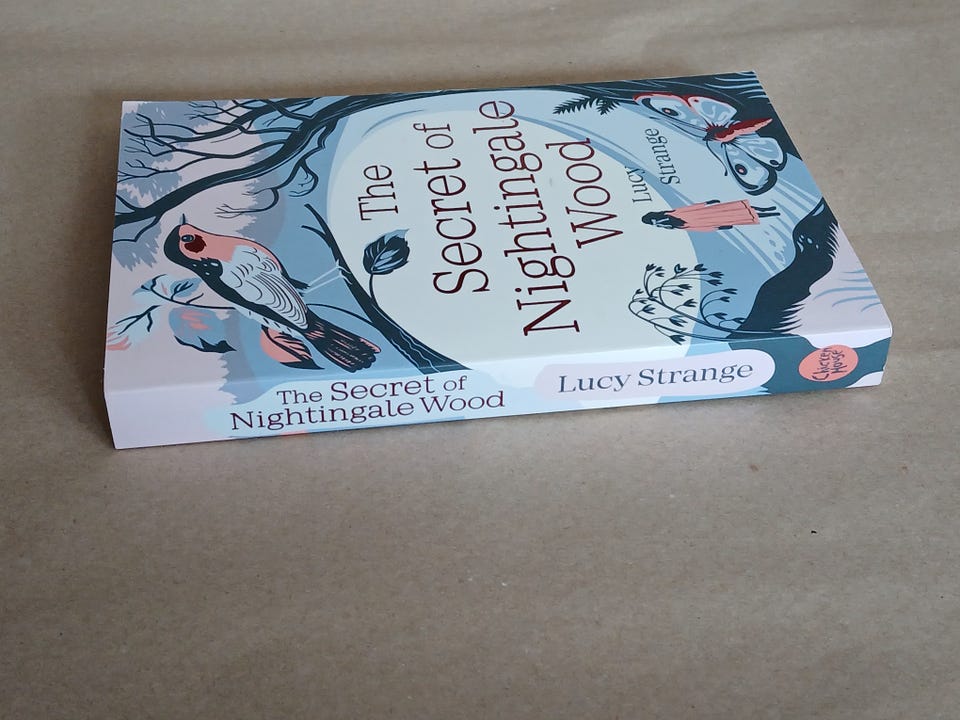 The
Secret of
Nightingale
Wood
Lucy
Strange
The Secret of
Nightingale Wood
Lucy Strange
Chicken
House